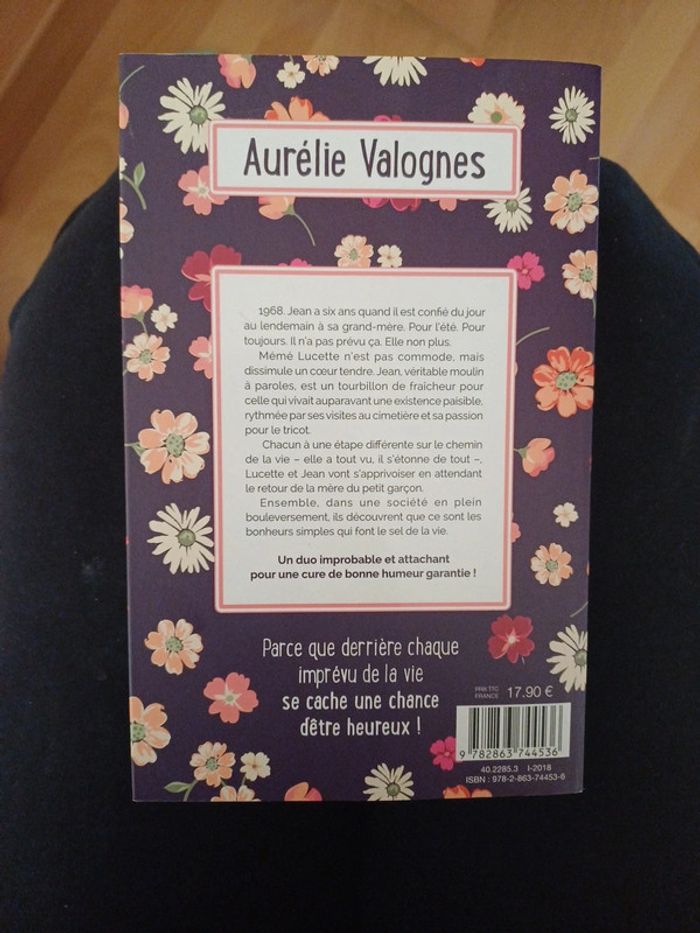 Aurélie Valognes
1968. Jean a six ans quand il est confié du jour
au lendemain à sa grand-mère. Pour l'été. Pour
toujours. Il n'a pas prévu ça. Elle non plus.
Mémé Lucette n'est pas commode, mais
dissimule un cœur tendre. Jean, véritable moulin
à paroles, est un tourbillon de fraîcheur pour
celle qui vivait auparavant une existence paisible,
rythmée par ses visites au cimetière et sa passion
pour le tricot.
Chacun à une étape différente sur le chemin
de la vie – elle a tout vu, il s'étonne de tout –,
Lucette et Jean vont s'apprivoiser en attendant
le retour de la mère du petit garçon.
Ensemble, dans une société en plein
bouleversement, ils découvrent que ce sont les
bonheurs simples qui font le sel de la vie.
Un duo improbable et attachant
pour une cure de bonne humeur garantie !
Parce que derrière chaque
imprévu de la vie
se cache une chance
d'être heureux !
PRIX TTC
FRANCE 17.90 €
9 782863 744536
40.2285.3 I-2018
ISBN : 978-2-863-74453-6